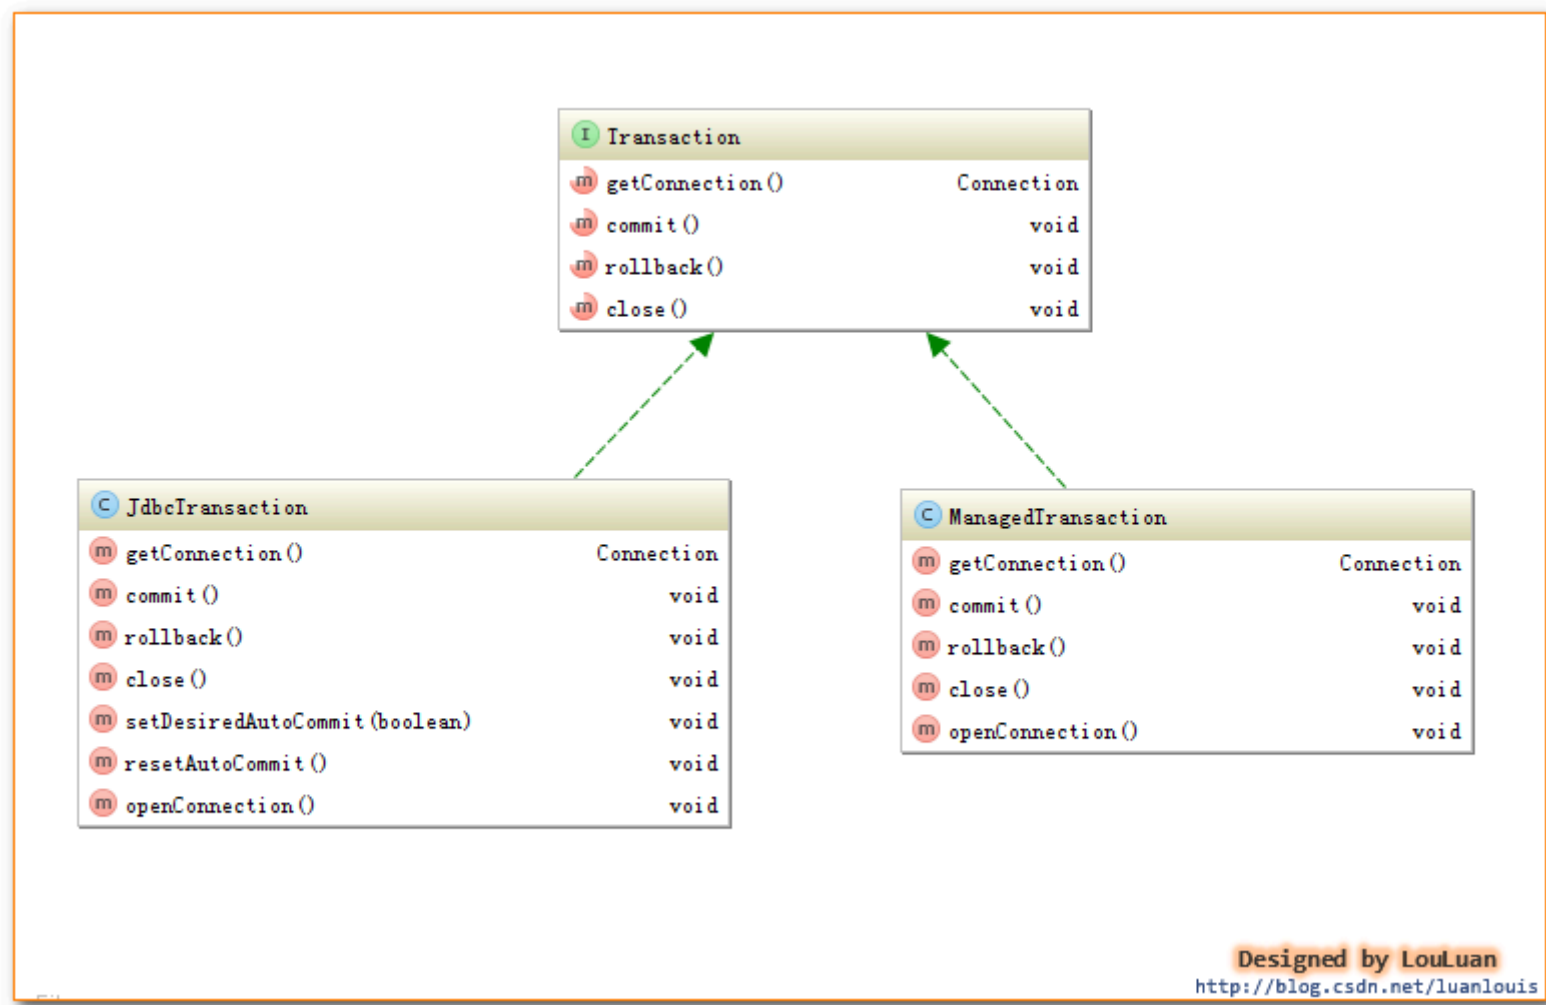 I Transaction
m getConnection() Connection
m commit() void
m rollback() void
m close() void
C JdbcTransaction
m getConnection() Connection
m commit() void
m rollback() void
m close() void
m setDesiredAutoCommit(boolean) void
m resetAutoCommit() void
m openConnection() void
C ManagedTransaction
m getConnection() Connection
m commit() void
m rollback() void
m close() void
m openConnection() void
Designed by LouLuan
http://blog.csdn.net/luanlouis